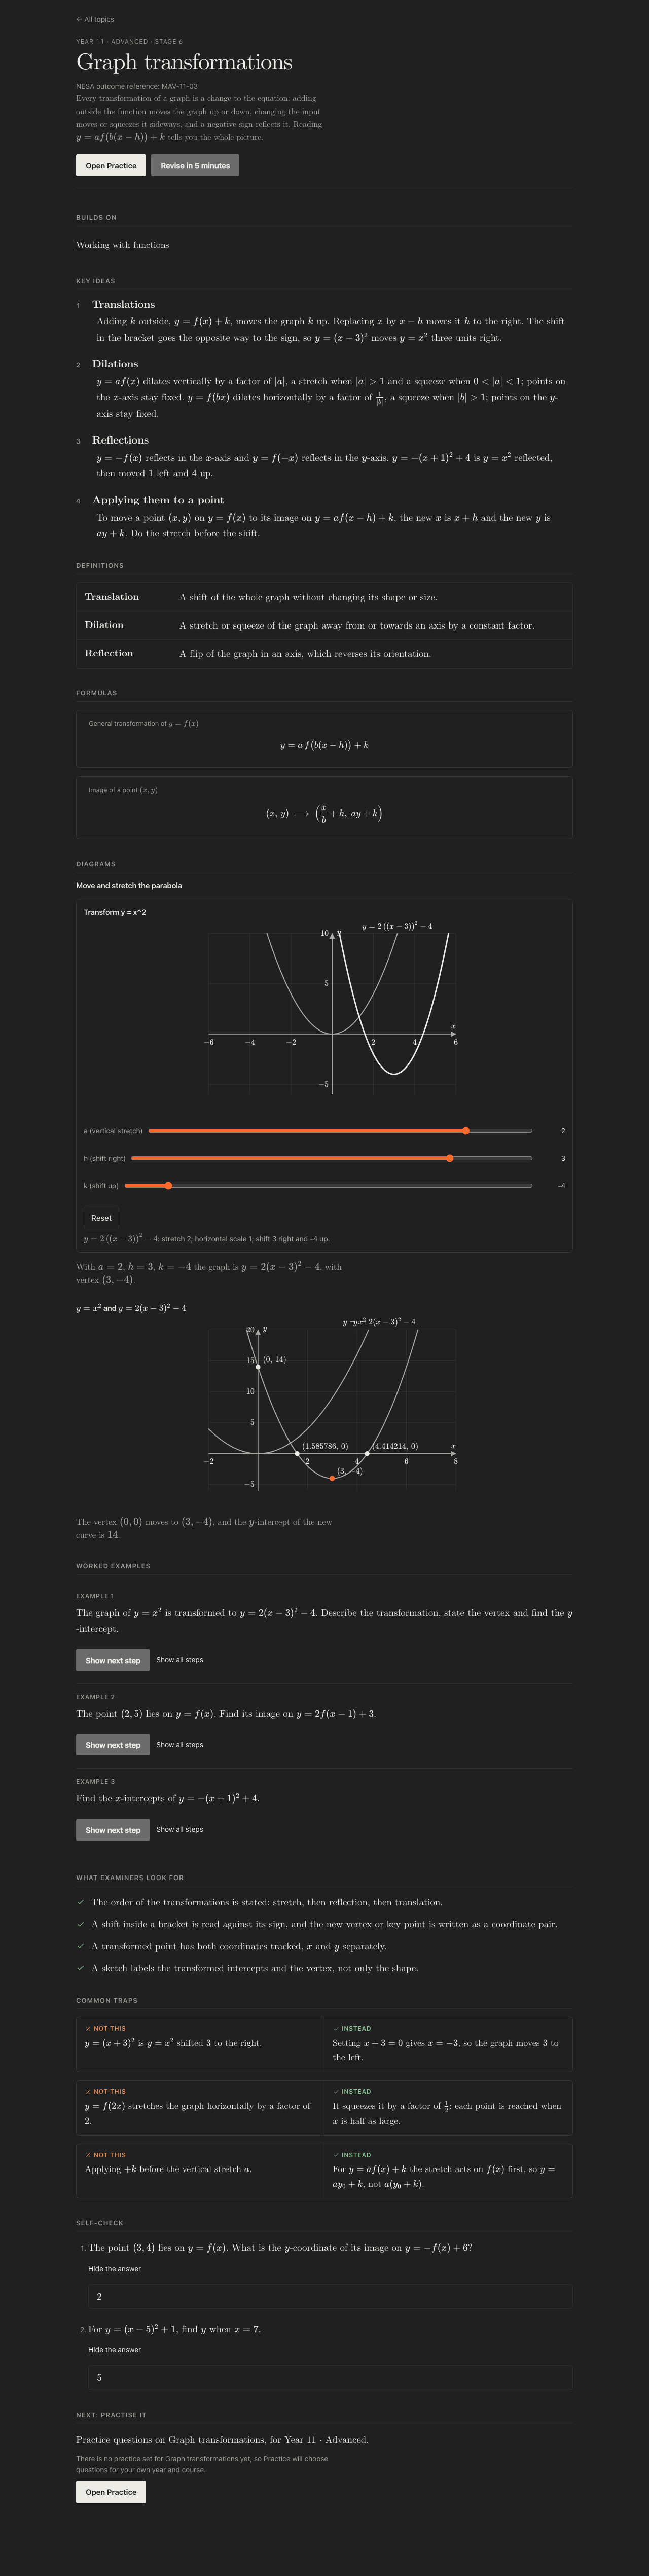 ← All topics
YEAR 11 · ADVANCED · STAGE 6
Graph transformations
NESA outcome reference: MAV-11-03
Every transformation of a graph is a change to the equation: adding
outside the function moves the graph up or down, changing the input
moves or squeezes it sideways, and a negative sign reflects it. Reading
y = af(b(x − h)) + k tells you the whole picture.
Open Practice
Revise in 5 minutes
BUILDS ON
Working with functions
KEY IDEAS
1 Translations
Adding k outside, y = f(x) + k, moves the graph k up. Replacing x by x − h moves it h to the right. The shift
in the bracket goes the opposite way to the sign, so y = (x − 3)² moves y = x² three units right.
2 Dilations
y = af(x) dilates vertically by a factor of |a|, a stretch when |a| > 1 and a squeeze when 0 < |a| < 1; points on
the x-axis stay fixed. y = f(bx) dilates horizontally by a factor of 1/|b|, a squeeze when |b| > 1; points on the y-
axis stay fixed.
3 Reflections
y = −f(x) reflects in the x-axis and y = f(−x) reflects in the y-axis. y = −(x + 1)² + 4 is y = x² reflected,
then moved 1 left and 4 up.
4 Applying them to a point
To move a point (x, y) on y = f(x) to its image on y = af(x − h) + k, the new x is x + h and the new y is
ay + k. Do the stretch before the shift.
DEFINITIONS
Translation A shift of the whole graph without changing its shape or size.
Dilation A stretch or squeeze of the graph away from or towards an axis by a constant factor.
Reflection A flip of the graph in an axis, which reverses its orientation.
FORMULAS
General transformation of y = f(x)
y = a f(b(x − h)) + k
Image of a point (x, y)
(x, y) ⟼ (x/b + h, ay + k)
DIAGRAMS
Move and stretch the parabola
Transform y = x^2
y = 2 ((x − 3))² − 4
10 y
5
x
−6 −4 −2 2 4 6
−5
a (vertical stretch) 2
h (shift right) 3
k (shift up) -4
Reset
y = 2 ((x − 3))² − 4: stretch 2; horizontal scale 1; shift 3 right and -4 up.
With a = 2, h = 3, k = −4 the graph is y = 2(x − 3)² − 4, with
vertex (3, −4).
y = x² and y = 2(x − 3)² − 4
2(x − 3)² − 4
20 y
15 (0, 14)
10
5
(1.585786, 0) (4.414214, 0) x
−2 2 4 6 8
(3, −4)
−5
The vertex (0, 0) moves to (3, −4), and the y-intercept of the new
curve is 14.
WORKED EXAMPLES
EXAMPLE 1
The graph of y = x² is transformed to y = 2(x − 3)² − 4. Describe the transformation, state the vertex and find the y
-intercept.
Show next step Show all steps
EXAMPLE 2
The point (2, 5) lies on y = f(x). Find its image on y = 2f(x − 1) + 3.
Show next step Show all steps
EXAMPLE 3
Find the x-intercepts of y = −(x + 1)² + 4.
Show next step Show all steps
WHAT EXAMINERS LOOK FOR
✓ The order of the transformations is stated: stretch, then reflection, then translation.
✓ A shift inside a bracket is read against its sign, and the new vertex or key point is written as a coordinate pair.
✓ A transformed point has both coordinates tracked, x and y separately.
✓ A sketch labels the transformed intercepts and the vertex, not only the shape.
COMMON TRAPS
× NOT THIS
y = (x + 3)² is y = x² shifted 3 to the right.
✓ INSTEAD
Setting x + 3 = 0 gives x = −3, so the graph moves 3 to
the left.
× NOT THIS
y = f(2x) stretches the graph horizontally by a factor of
2.
✓ INSTEAD
It squeezes it by a factor of 1/2: each point is reached when
x is half as large.
× NOT THIS
Applying +k before the vertical stretch a.
✓ INSTEAD
For y = af(x) + k the stretch acts on f(x) first, so y =
ay₀ + k, not a(y₀ + k).
SELF-CHECK
1. The point (3, 4) lies on y = f(x). What is the y-coordinate of its image on y = −f(x) + 6?
Hide the answer
2
2. For y = (x − 5)² + 1, find y when x = 7.
Hide the answer
5
NEXT: PRACTISE IT
Practice questions on Graph transformations, for Year 11 · Advanced.
There is no practice set for Graph transformations yet, so Practice will choose
questions for your own year and course.
Open Practice